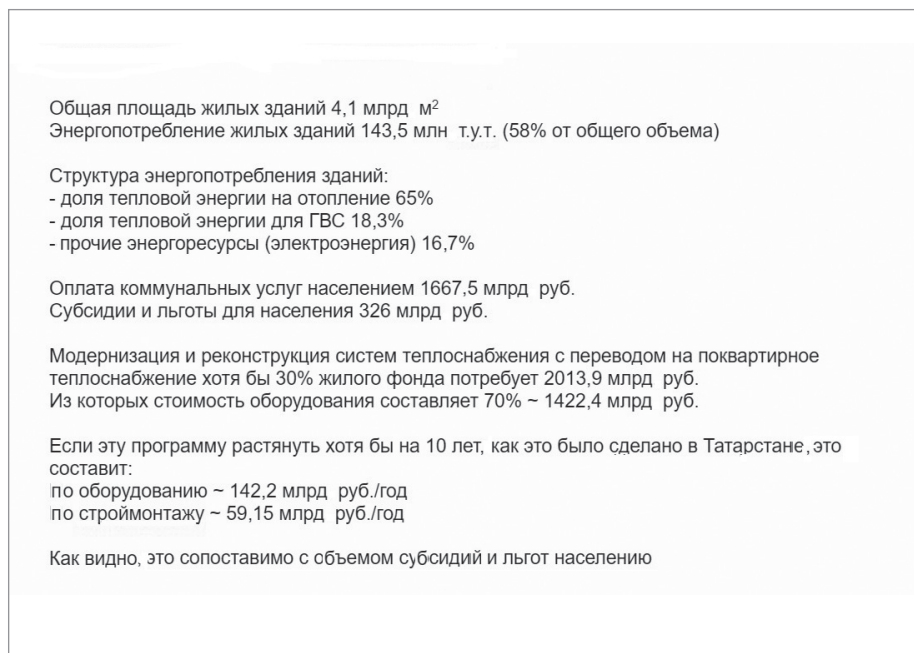 Общая площадь жилых зданий 4,1 млрд м²
Энергопотребление жилых зданий 143,5 млн т.у.т. (58% от общего объема)
Структура энергопотребления зданий:
- доля тепловой энергии на отопление 65%
- доля тепловой энергии для ГВС 18,3%
- прочие энергоресурсы (электроэнергия) 16,7%
Оплата коммунальных услуг населением 1667,5 млрд руб.
Субсидии и льготы для населения 326 млрд руб.
Модернизация и реконструкция систем теплоснабжения с переводом на поквартирное
теплоснабжение хотя бы 30% жилого фонда потребует 2013,9 млрд руб.
Из которых стоимость оборудования составляет 70% ~ 1422,4 млрд руб.
Если эту программу растянуть хотя бы на 10 лет, как это было сделано в Татарстане, это
составит:
по оборудованию ~ 142,2 млрд руб./год
по строймонтажу ~ 59,15 млрд руб./год
Как видно, это сопоставимо с объемом субсидий и льгот населению